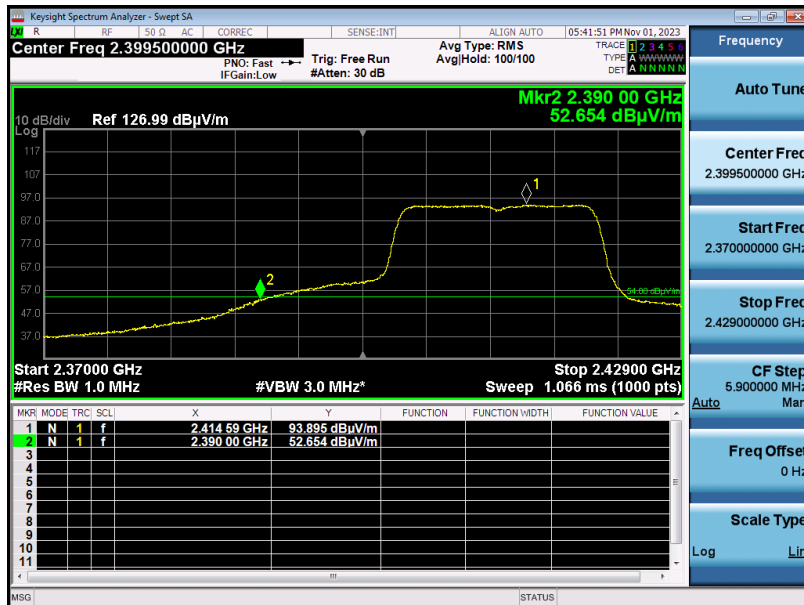 Keysight Spectrum Analyzer - Swept SA
LXI R RF 50 Ω AC CORREC SENSE:INT ALIGN AUTO 05:41:51 PM Nov 01, 2023
Center Freq 2.399500000 GHz
PNO: Fast
IFGain:Low
Trig: Free Run
#Atten: 30 dB
Avg Type: RMS
Avg|Hold: 100/100
TRACE 1 2 3 4 5 6
TYPE A W W W W W
DET A N N N N N
Mkr2 2.390 00 GHz
52.654 dBµV/m
10 dB/div Ref 126.99 dBµV/m
Log
117
107
97.0
87.0
77.0
67.0
57.0
47.0
37.0
1
2
54.00 dBµV/m
Start 2.37000 GHz Stop 2.42900 GHz
#Res BW 1.0 MHz #VBW 3.0 MHz* Sweep 1.066 ms (1000 pts)
MKR MODE TRC SCL X Y FUNCTION FUNCTION WIDTH FUNCTION VALUE
1 N 1 f 2.414 59 GHz 93.895 dBµV/m
2 N 1 f 2.390 00 GHz 52.654 dBµV/m
3
4
5
6
7
8
9
10
11
MSG STATUS
Frequency
Auto Tune
Center Freq
2.399500000 GHz
Start Freq
2.370000000 GHz
Stop Freq
2.429000000 GHz
CF Step
5.900000 MHz
Auto Man
Freq Offset
0 Hz
Scale Type
Log Lin